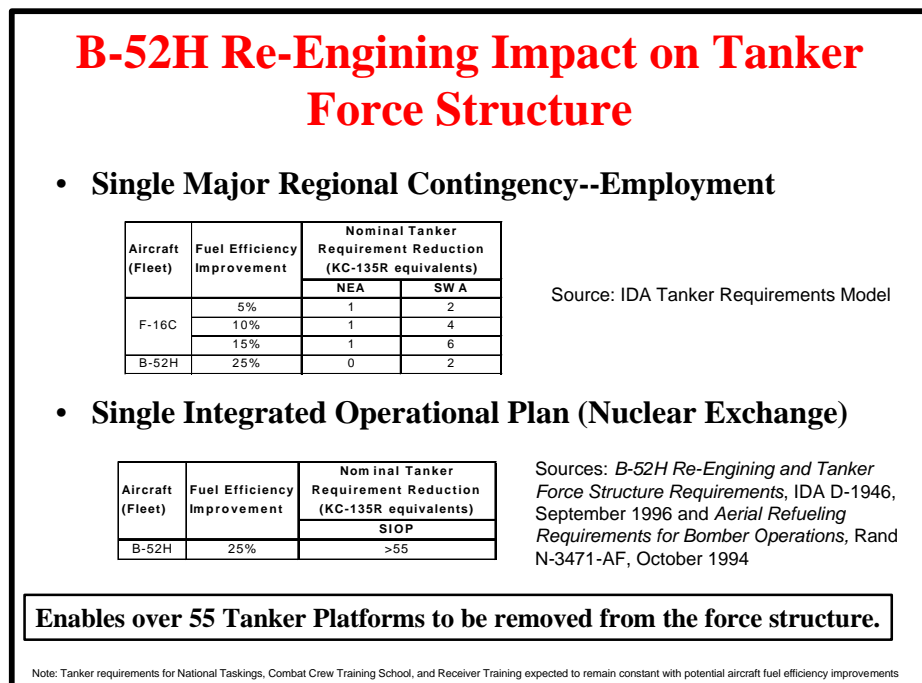 B-52H Re-Engining Impact on Tanker
Force Structure
• Single Major Regional Contingency--Employment
Aircraft (Fleet) Fuel Efficiency Improvement Nominal Tanker Requirement Reduction (KC-135R equivalents)
NEA SWA
F-16C 5% 1 2
10% 1 4
15% 1 6
B-52H 25% 0 2
Source: IDA Tanker Requirements Model
• Single Integrated Operational Plan (Nuclear Exchange)
Aircraft (Fleet) Fuel Efficiency Improvement Nominal Tanker Requirement Reduction (KC-135R equivalents)
SIOP
B-52H 25% >55
Sources: B-52H Re-Engining and Tanker
Force Structure Requirements, IDA D-1946,
September 1996 and Aerial Refueling
Requirements for Bomber Operations, Rand
N-3471-AF, October 1994
Enables over 55 Tanker Platforms to be removed from the force structure.
Note: Tanker requirements for National Taskings, Combat Crew Training School, and Receiver Training expected to remain constant with potential aircraft fuel efficiency improvements